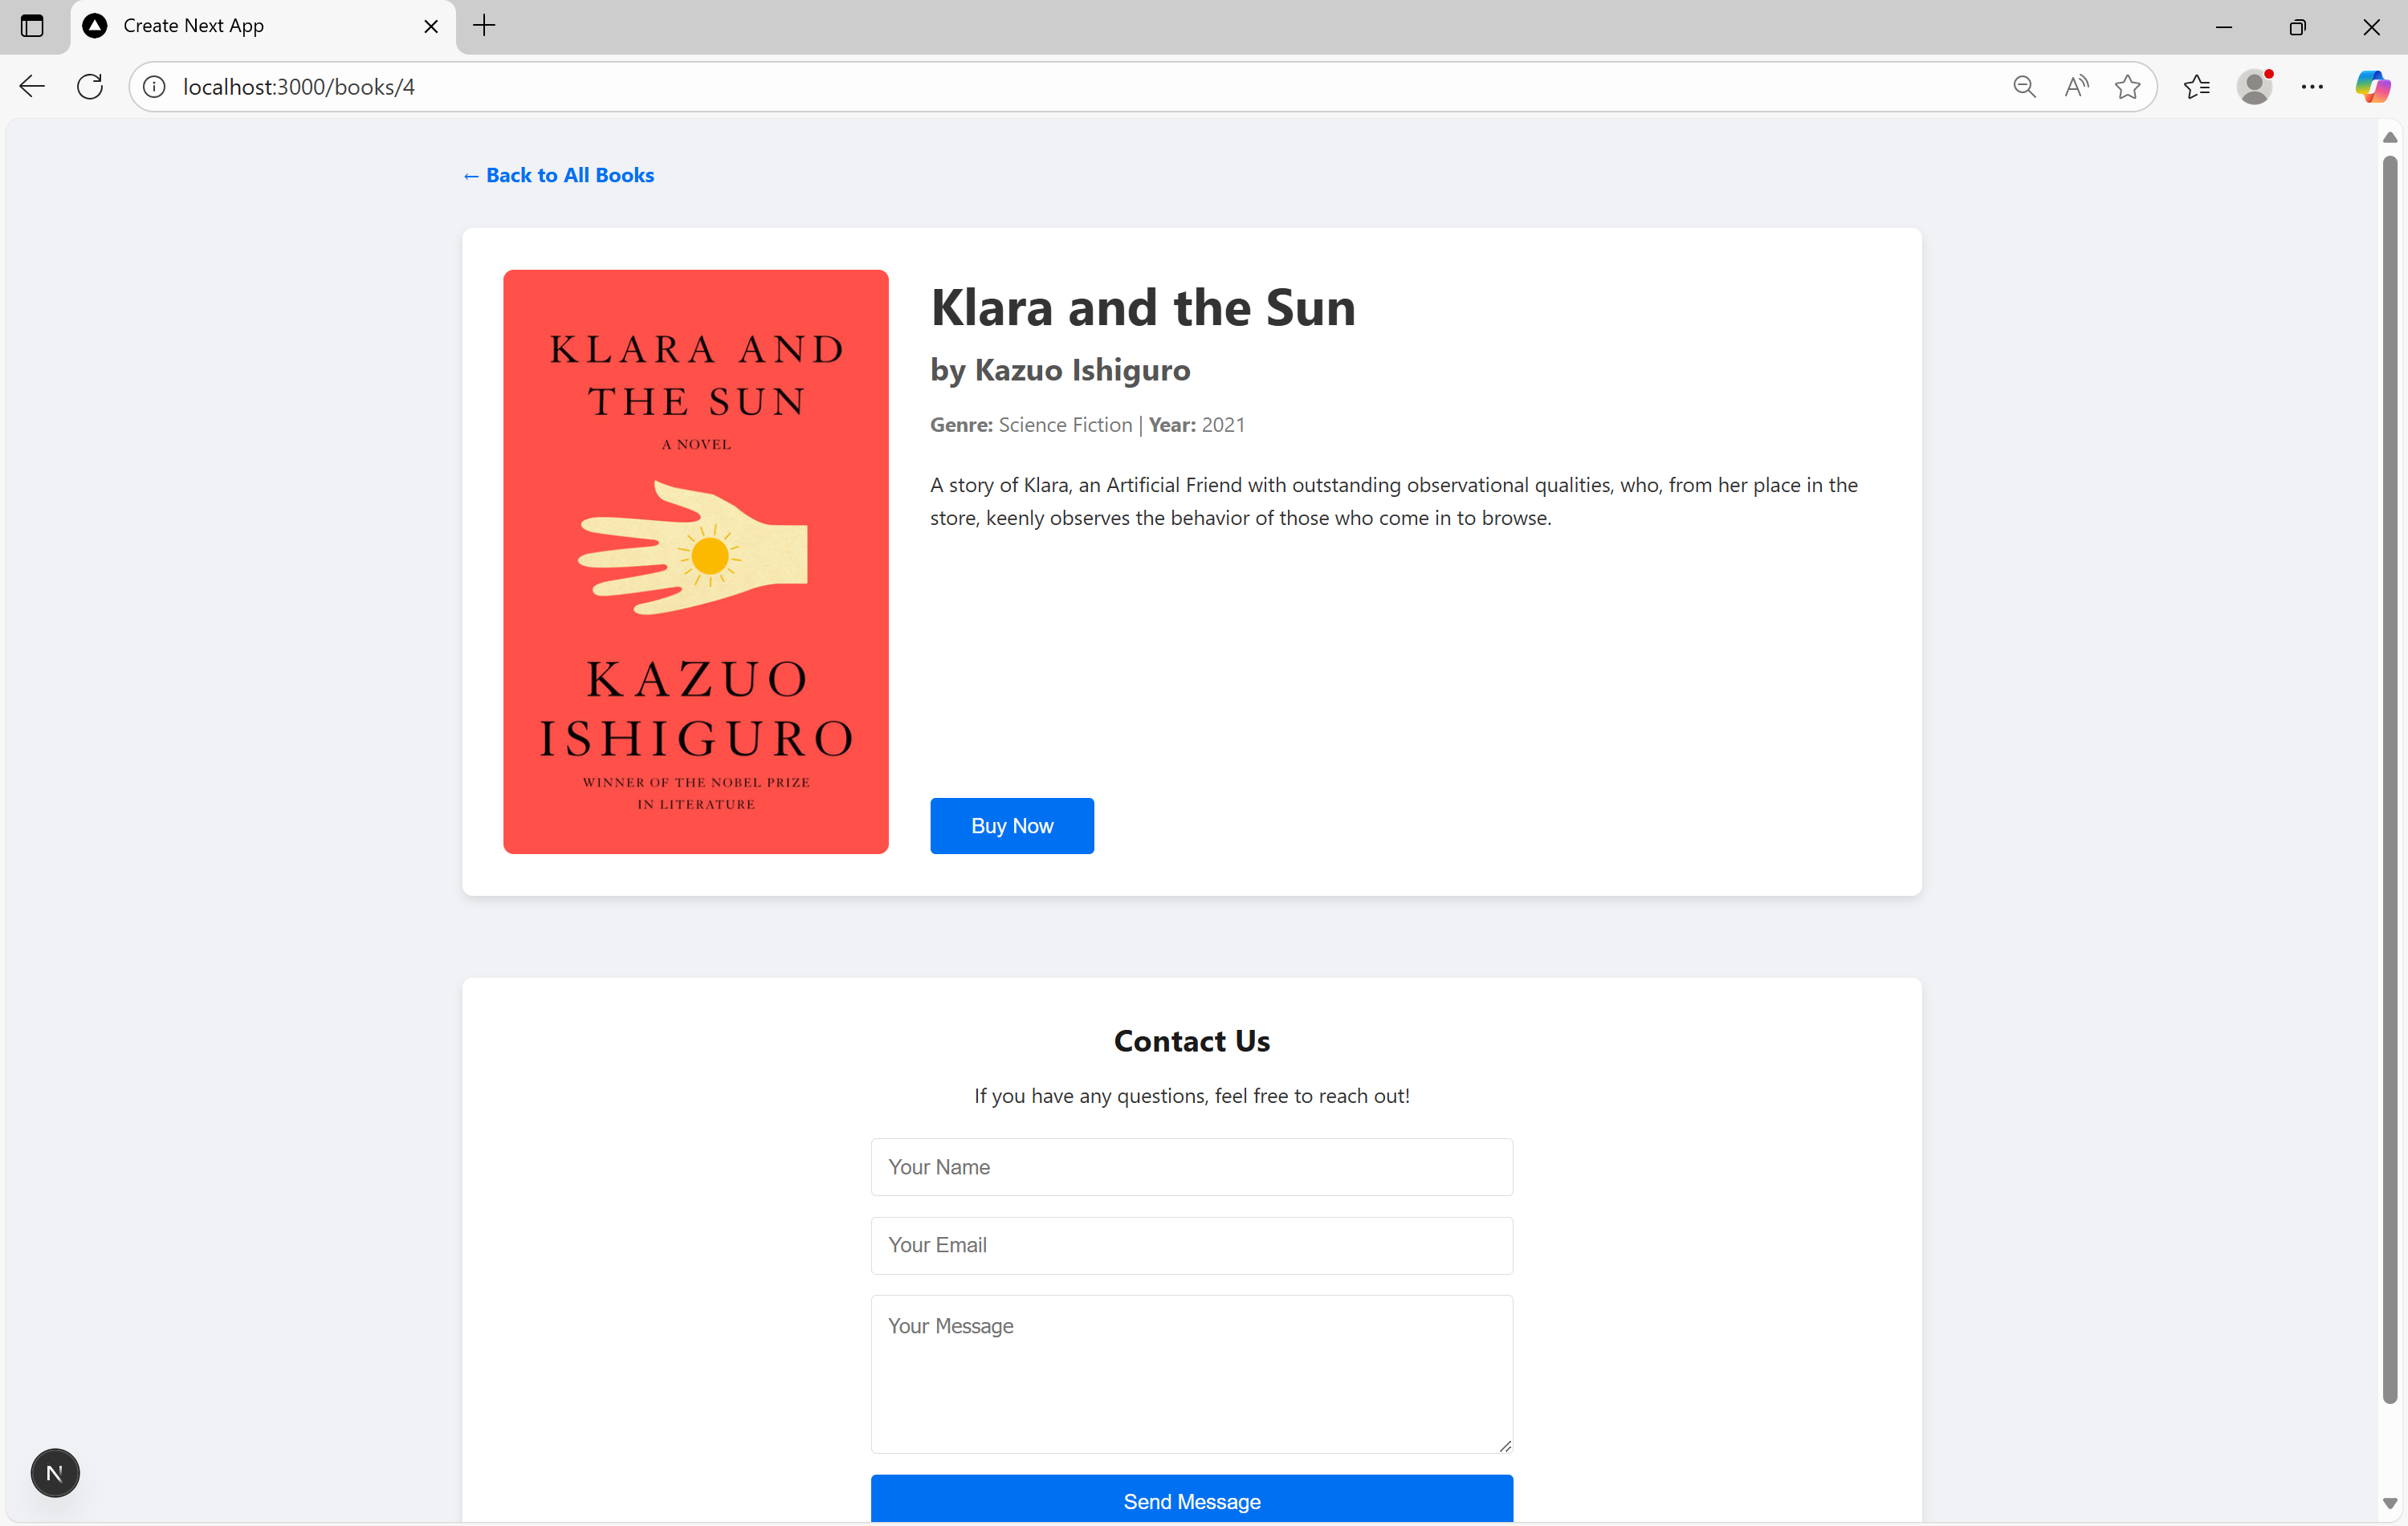 Create Next App
localhost:3000/books/4
← Back to All Books
KLARA AND
THE SUN
A NOVEL
KAZUO
ISHIGURO
WINNER OF THE NOBEL PRIZE
IN LITERATURE
Klara and the Sun
by Kazuo Ishiguro
Genre: Science Fiction | Year: 2021
A story of Klara, an Artificial Friend with outstanding observational qualities, who, from her place in the
store, keenly observes the behavior of those who come in to browse.
Buy Now
Contact Us
If you have any questions, feel free to reach out!
Your Name
Your Email
Your Message
Send Message
N